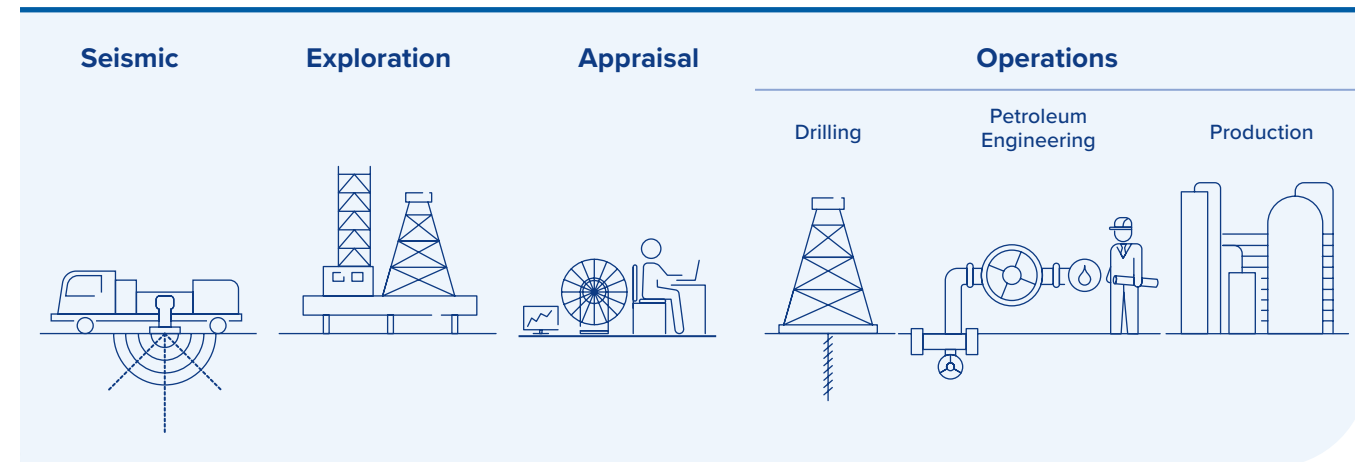 Seismic
Exploration
Appraisal
Operations
Drilling
Petroleum
Engineering
Production